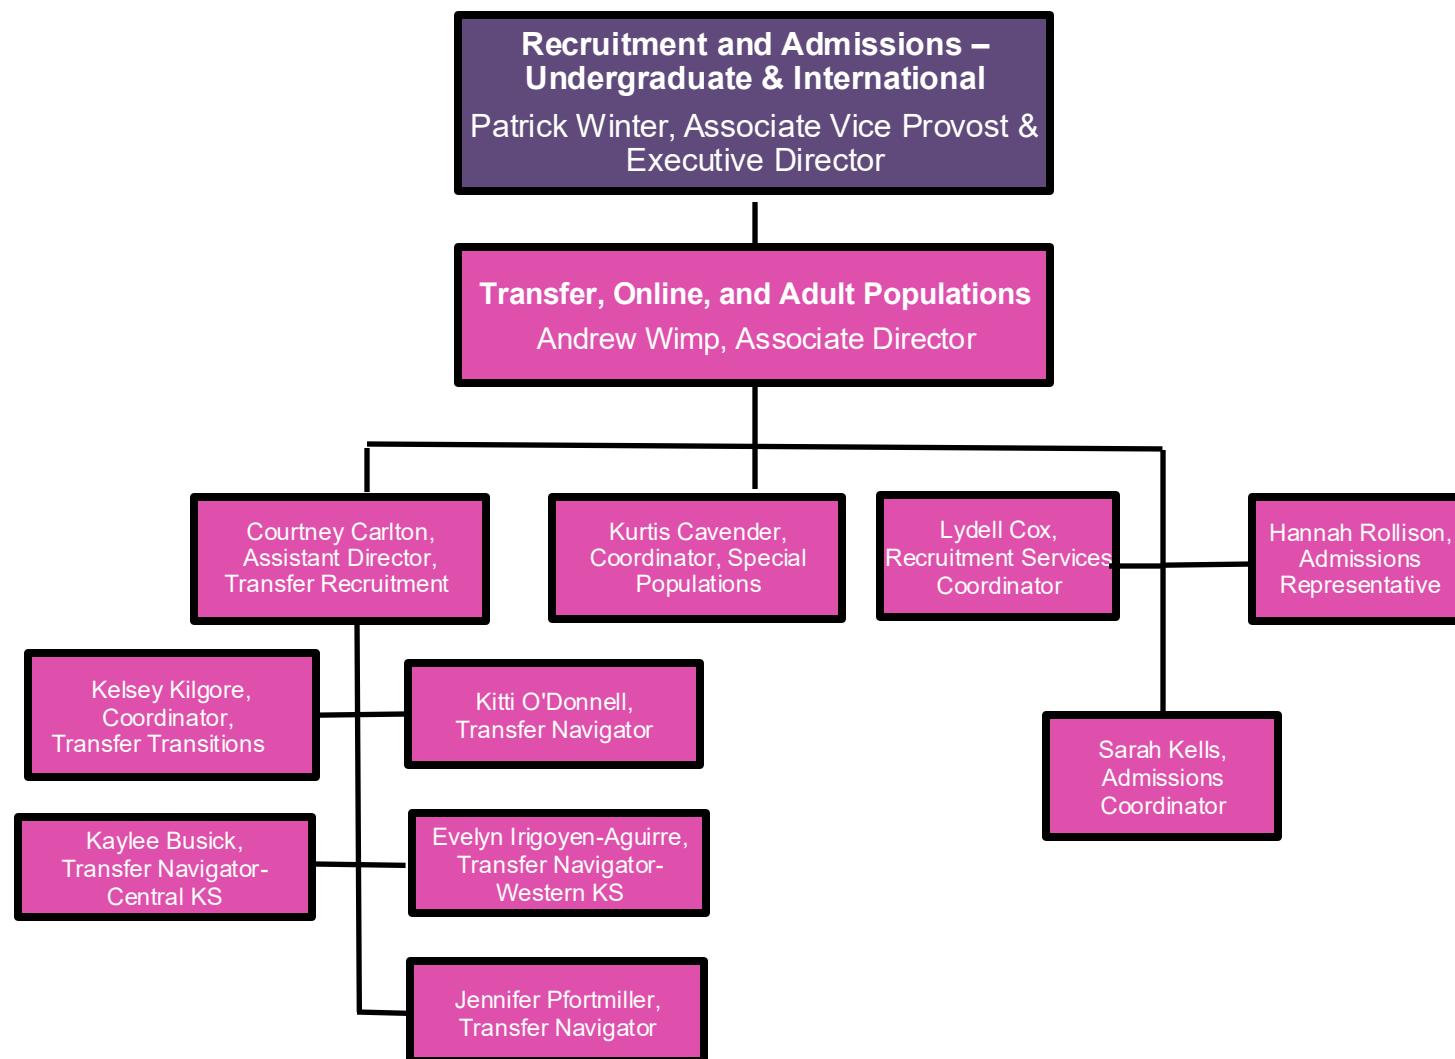 Recruitment and Admissions –
Undergraduate & International
Patrick Winter, Associate Vice Provost &
Executive Director
Transfer, Online, and Adult Populations
Andrew Wimp, Associate Director
Courtney Carlton,
Assistant Director,
Transfer Recruitment
Kurtis Cavender,
Coordinator, Special
Populations
Lydell Cox,
Recruitment Services
Coordinator
Hannah Rollison,
Admissions
Representative
Kelsey Kilgore,
Coordinator,
Transfer Transitions
Kitti O'Donnell,
Transfer Navigator
Sarah Kells,
Admissions
Coordinator
Kaylee Busick,
Transfer Navigator-
Central KS
Evelyn Irigoyen-Aguirre,
Transfer Navigator-
Western KS
Jennifer Pfortmiller,
Transfer Navigator